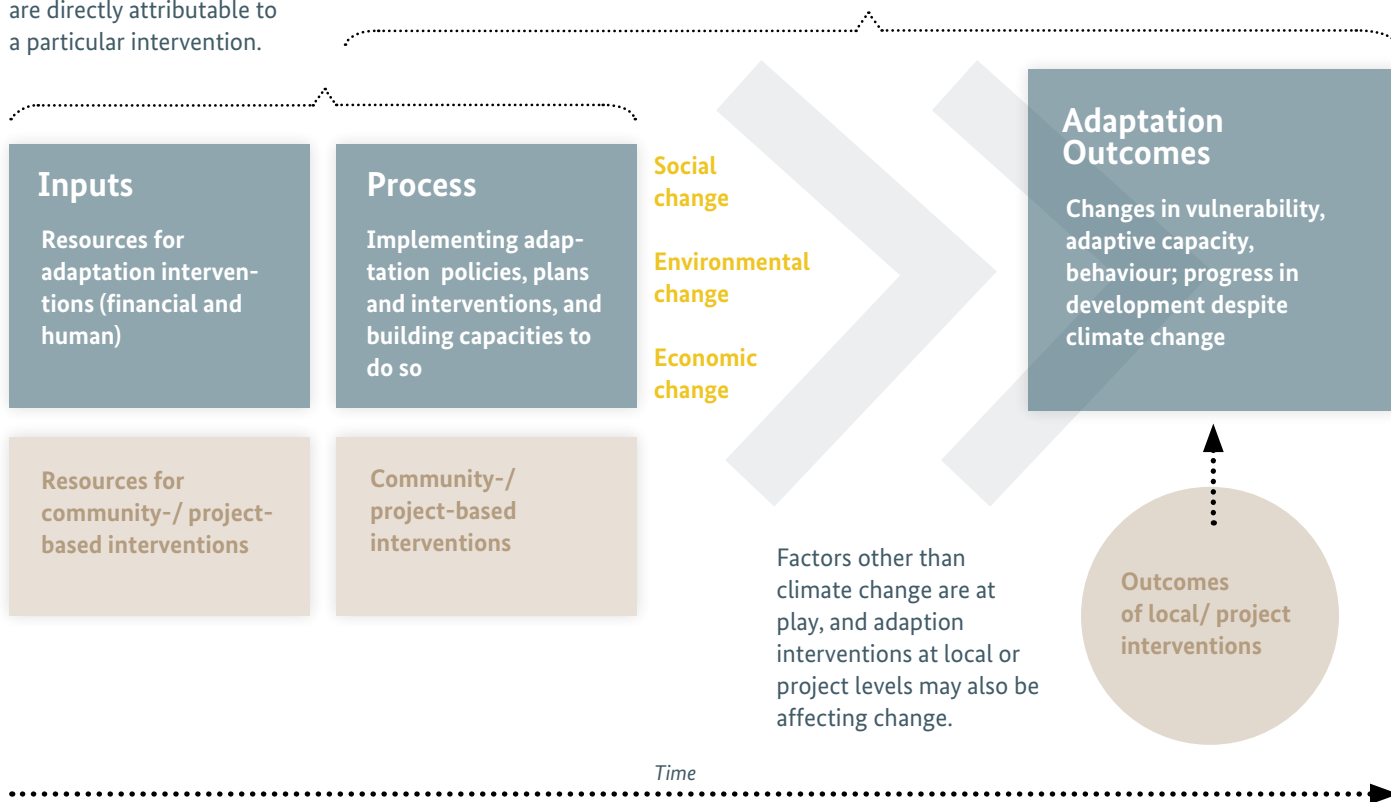 are directly attributable to
a particular intervention.
Inputs
Resources for
adaptation interven-
tions (financial and
human)
Process
Implementing adap-
tation policies, plans
and interventions, and
building capacities to
do so
Social
change
Environmental
change
Economic
change
Adaptation
Outcomes
Changes in vulnerability,
adaptive capacity,
behaviour; progress in
development despite
climate change
Resources for
community-/ project-
based interventions
Community-/
project-based
interventions
Factors other than
climate change are at
play, and adaption
interventions at local or
project levels may also be
affecting change.
Outcomes
of local/ project
interventions
Time